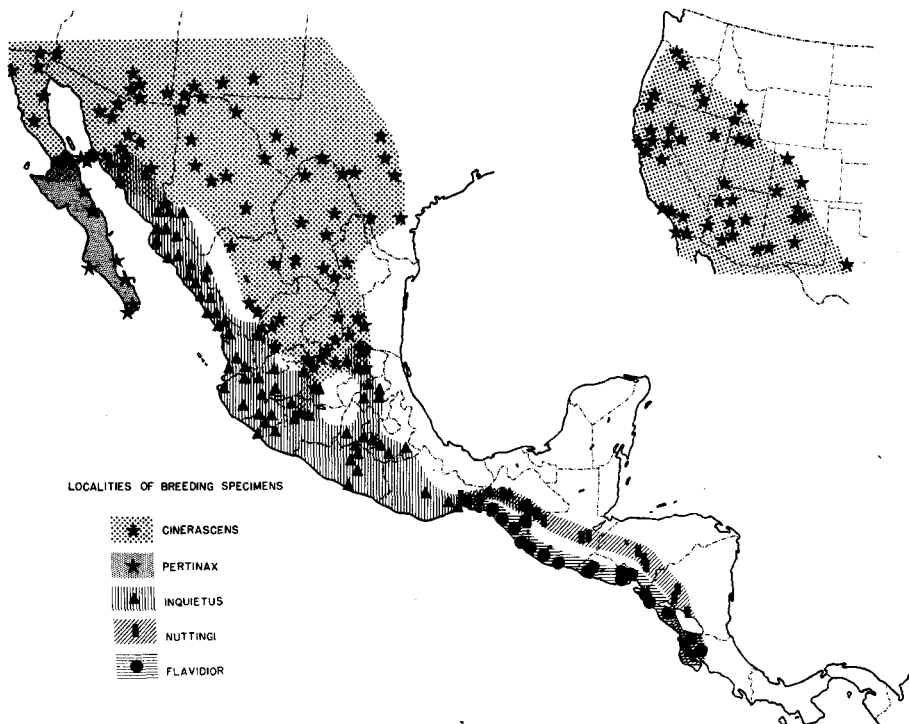 LOCALITIES OF BREEDING SPECIMENS
CINERASCENS
PERTINAX
INQUIETUS
NUTTINGI
FLAVIDIOR